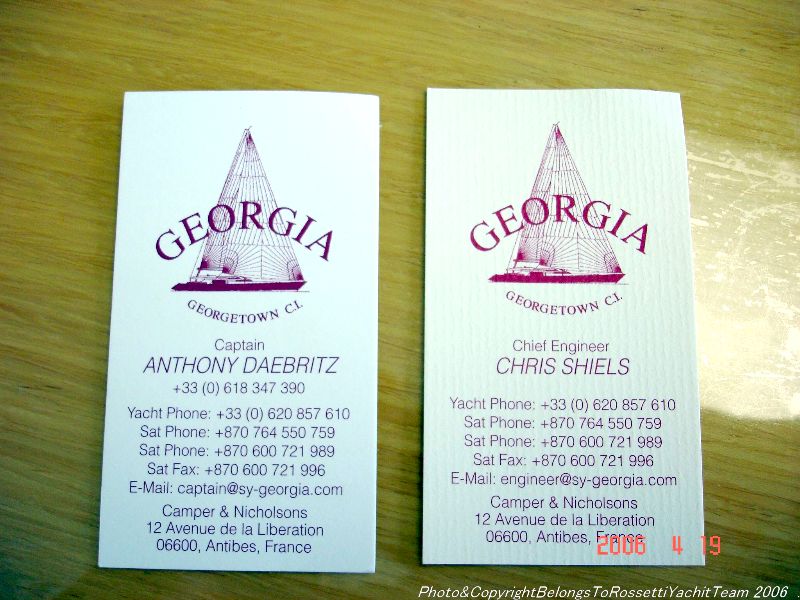 GEORGIA
GEORGETOWN C.I.
Captain
ANTHONY DAEBRITZ
+33 (0) 618 347 390
Yacht Phone: +33 (0) 620 857 610
Sat Phone: +870 764 550 759
Sat Phone: +870 600 721 989
Sat Fax: +870 600 721 996
E-Mail: captain@sy-georgia.com
Camper & Nicholsons
12 Avenue de la Liberation
06600, Antibes, France
GEORGIA
GEORGETOWN C.I.
Chief Engineer
CHRIS SHIELS
Yacht Phone: +33 (0) 620 857 610
Sat Phone: +870 764 550 759
Sat Phone: +870 600 721 989
Sat Fax: +870 600 721 996
E-Mail: engineer@sy-georgia.com
Camper & Nicholsons
12 Avenue de la Liberation
06600, Antibes, France
2006 4 19
Photo&CopyrightBelongsToRossettiYachitTeam 2006 .